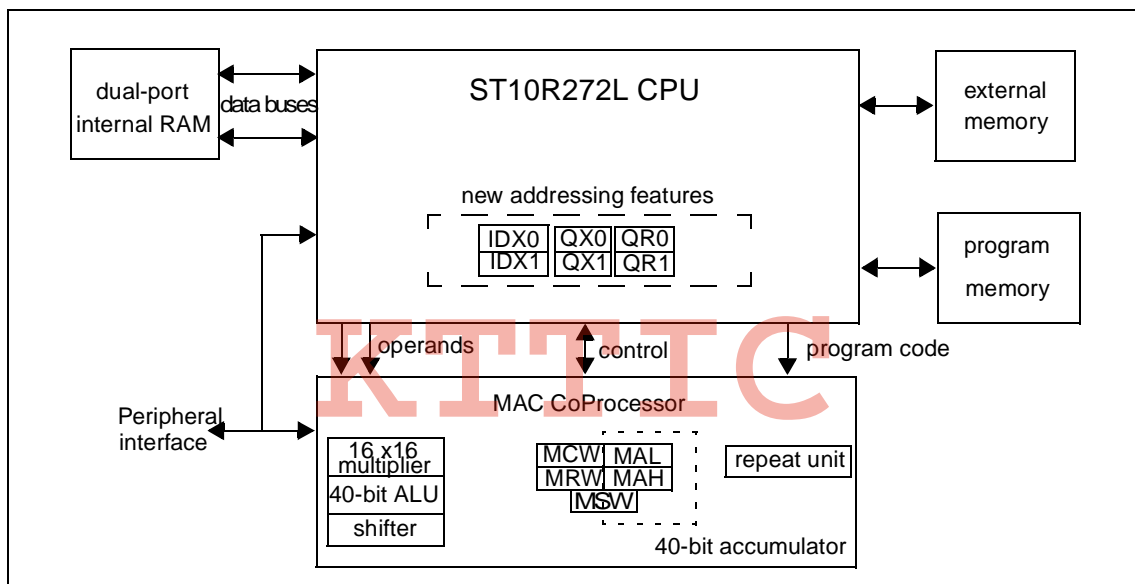 dual-port
internal RAM
data buses
ST10R272L CPU
external
memory
new addressing features
IDX0 QX0 QR0
IDX1 QX1 QR1
program
memory
operands
control
program code
KTTIC
MAC CoProcessor
Peripheral
interface
16 x16
multiplier
40-bit ALU
shifter
MCW MAL
MRW MAH
MSW
repeat unit
40-bit accumulator